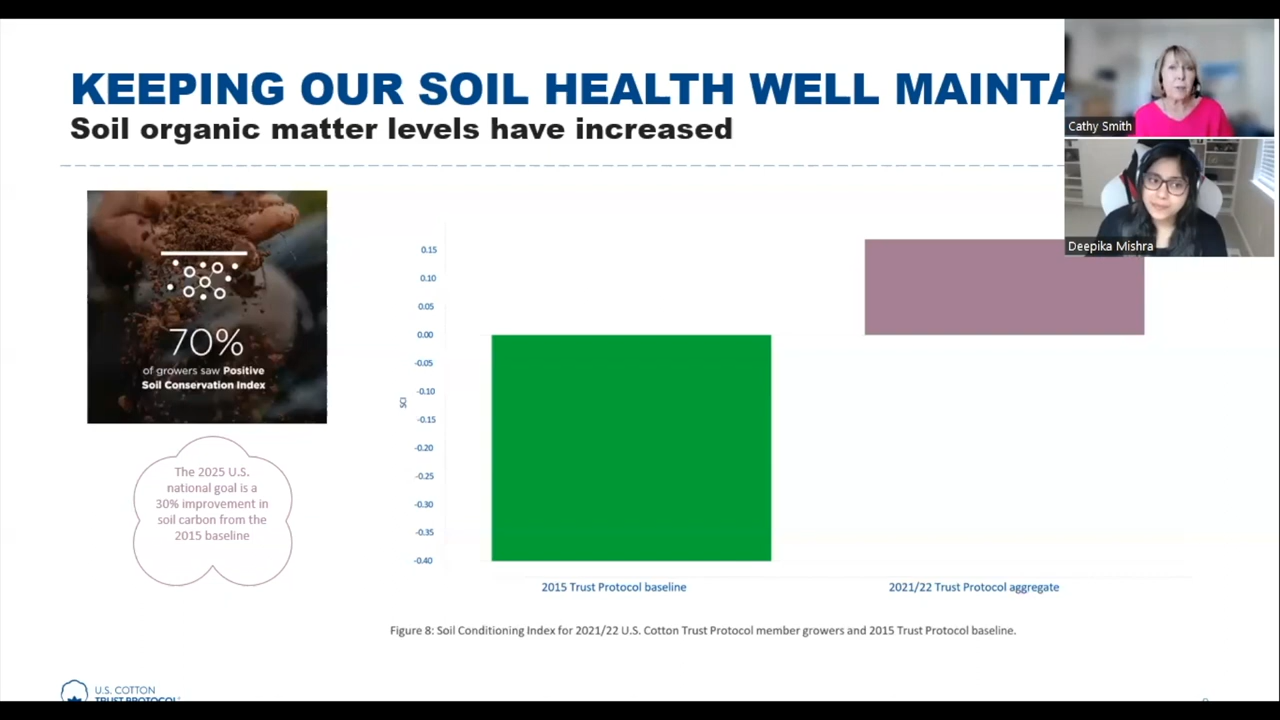 KEEPING OUR SOIL HEALTH WELL MAINTA
Soil organic matter levels have increased
Cathy Smith
Deepika Mishra
70%
of growers saw Positive
Soil Conservation Index
The 2025 U.S.
national goal is a
30% improvement in
soil carbon from the
2015 baseline
0.15
0.10
0.05
0.00
-0.05
-0.10
-0.15
-0.20
-0.25
-0.30
-0.35
-0.40
SCI
2015 Trust Protocol baseline
2021/22 Trust Protocol aggregate
Figure 8: Soil Conditioning Index for 2021/22 U.S. Cotton Trust Protocol member growers and 2015 Trust Protocol baseline.
U.S. COTTON
TRUST PROTOCOL